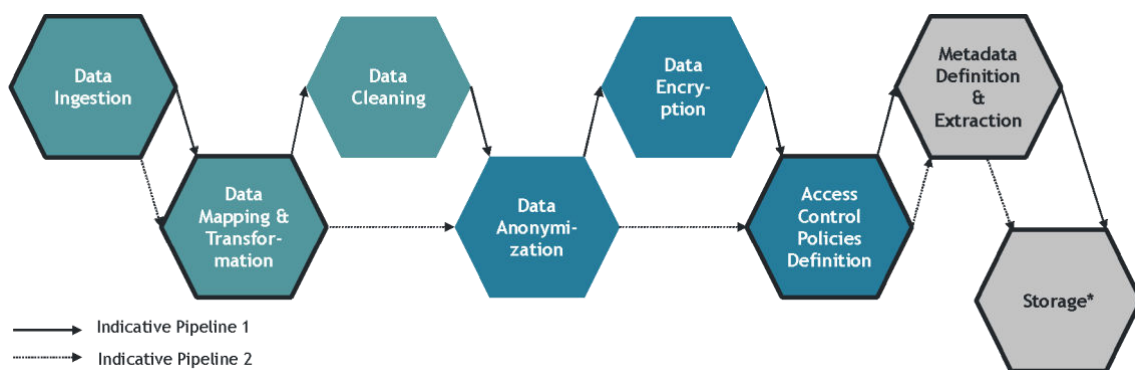 Data
Ingestion
Data
Mapping &
Transfor-
mation
Data
Cleaning
Data
Anonymi-
zation
Data
Encry-
ption
Access
Control
Policies
Definition
Metadata
Definition
&
Extraction
Storage*
Indicative Pipeline 1
Indicative Pipeline 2